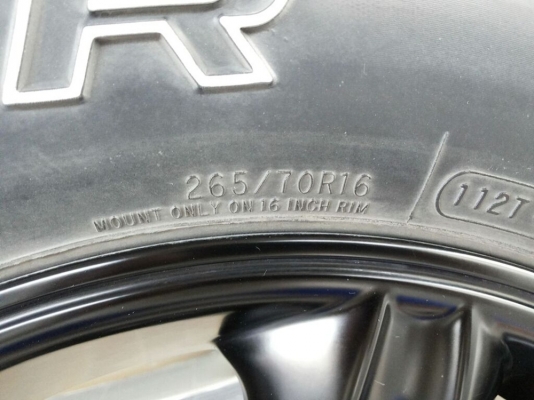 R
265/70R16
MOUNT ONLY ON 16 INCH RIM
112T